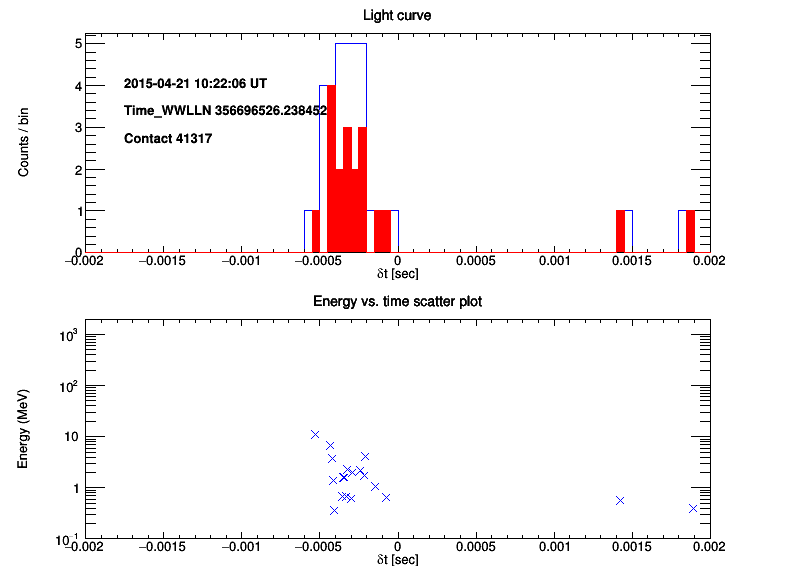 Light curve
Counts / bin
5
4
3
2
1
0
2015-04-21 10:22:06 UT
Time_WWLLN 356696526.238452
Contact 41317
−0.002 −0.0015 −0.001 −0.0005 0 0.0005 0.001 0.0015 0.002
δt [sec]
Energy vs. time scatter plot
Energy (MeV)
10³
10²
10
1
10⁻¹
−0.002 −0.0015 −0.001 −0.0005 0 0.0005 0.001 0.0015 0.002
δt [sec]